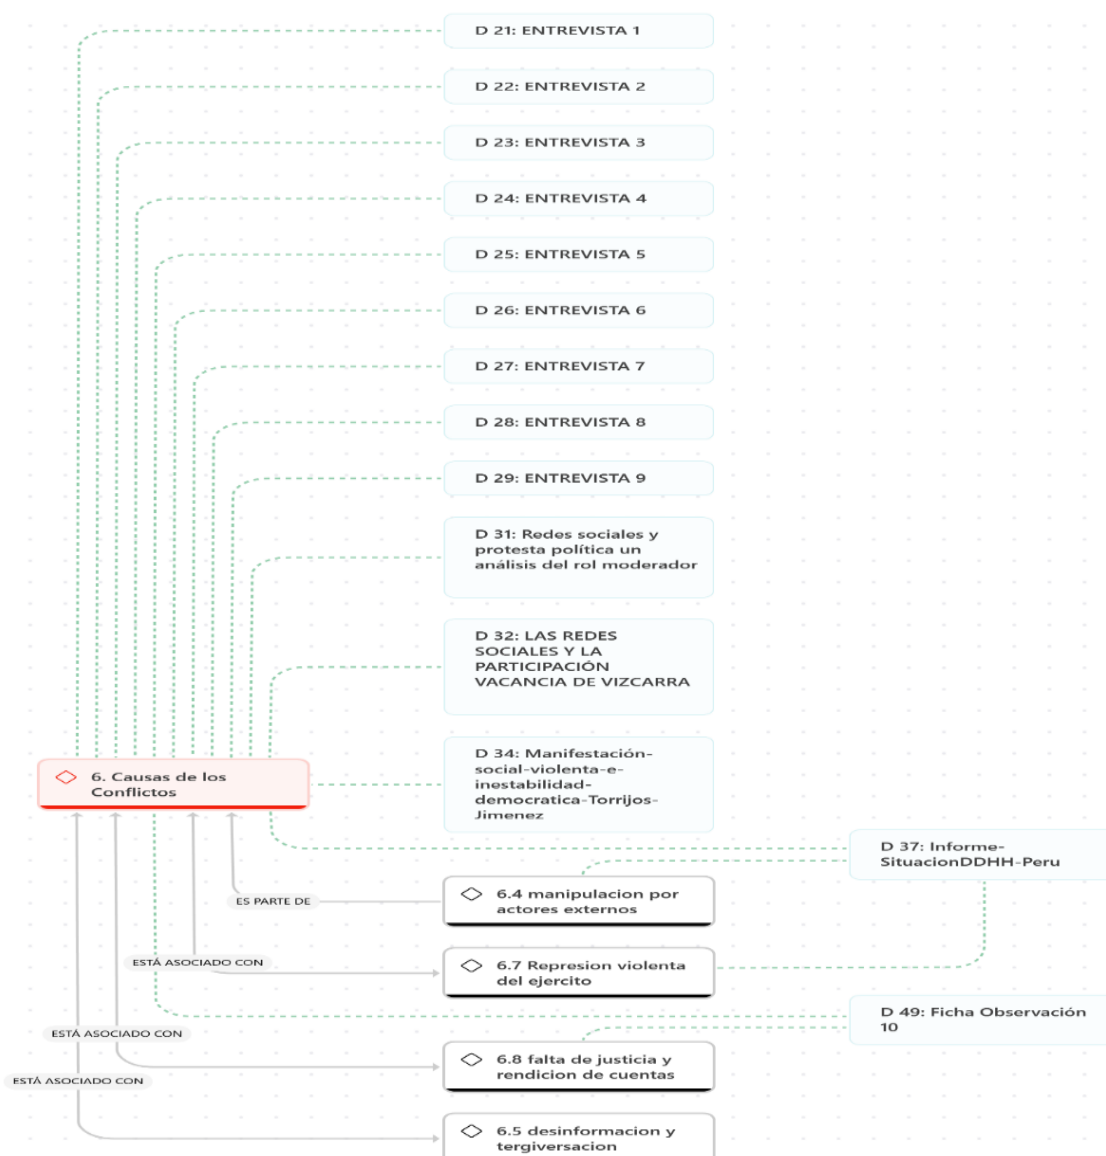 D 21: ENTREVISTA 1
D 22: ENTREVISTA 2
D 23: ENTREVISTA 3
D 24: ENTREVISTA 4
D 25: ENTREVISTA 5
D 26: ENTREVISTA 6
D 27: ENTREVISTA 7
D 28: ENTREVISTA 8
D 29: ENTREVISTA 9
D 31: Redes sociales y
protesta política un
análisis del rol moderador
D 32: LAS REDES
SOCIALES Y LA
PARTICIPACIÓN
VACANCIA DE VIZCARRA
6. Causas de los
Conflictos
D 34: Manifestación-
social-violenta-e-
inestabilidad-
democratica-Torrijos-
Jimenez
D 37: Informe-
SituacionDDHH-Peru
ES PARTE DE
6.4 manipulacion por
actores externos
ESTÁ ASOCIADO CON
6.7 Represion violenta
del ejercito
D 49: Ficha Observación
10
ESTÁ ASOCIADO CON
6.8 falta de justicia y
rendicion de cuentas
ESTÁ ASOCIADO CON
6.5 desinformacion y
tergiversacion